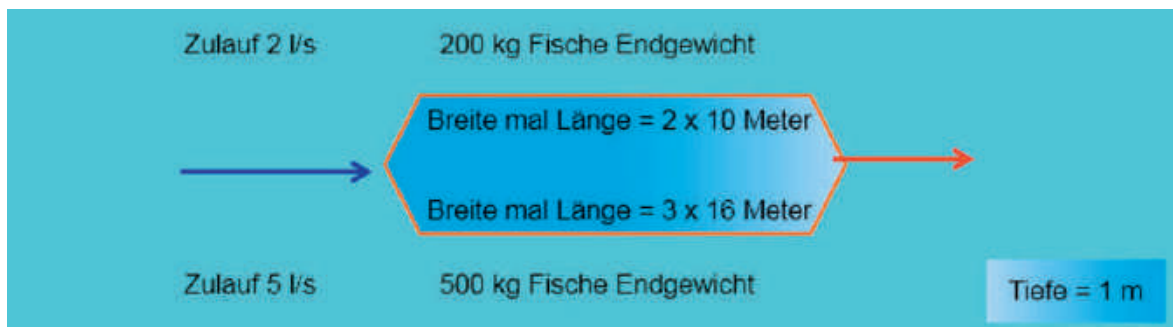 Zulauf 2 l/s 200 kg Fische Endgewicht
Breite mal Länge = 2 x 10 Meter
Breite mal Länge = 3 x 16 Meter
Zulauf 5 l/s 500 kg Fische Endgewicht
Tiefe = 1 m